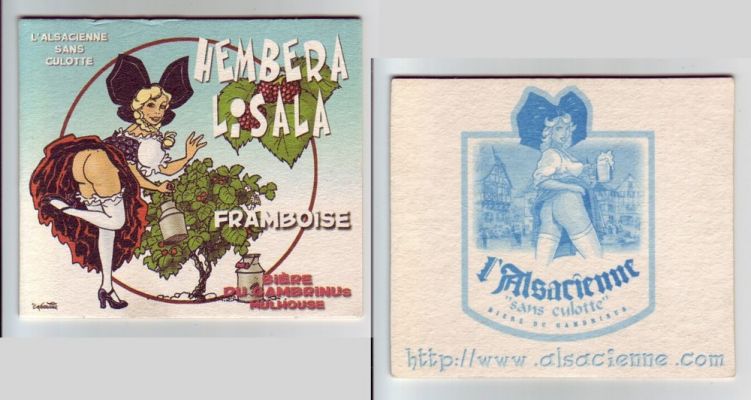 L'ALSACIENNE
SANS
CULOTTE
HEMBERA
LISALA
FRAMBOISE
BIÈRE
DU GAMBRINUS
MULHOUSE
l'Alsacienne
"sans culotte"
BIERE DU GAMBRINUS
http://www.alsacienne.com